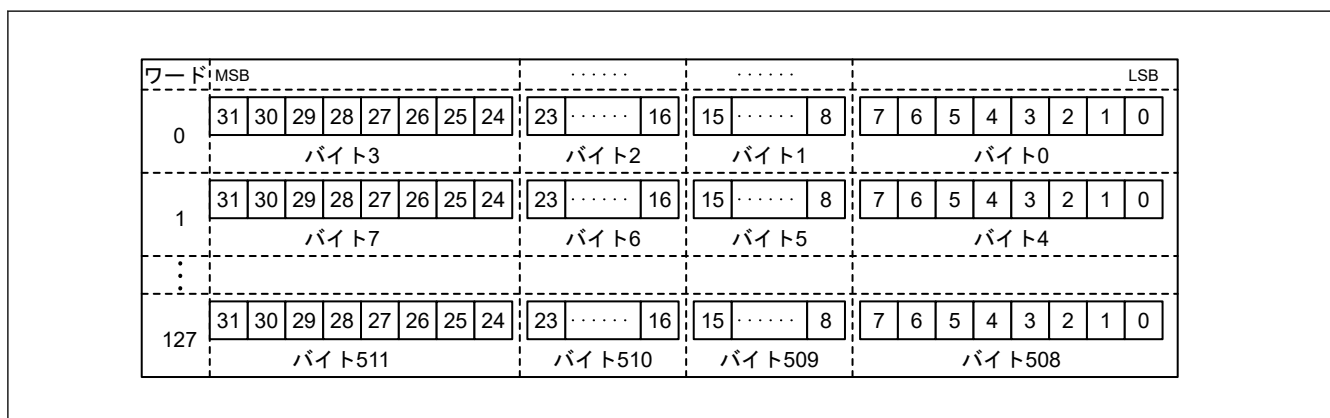 ワード MSB ······ ······ LSB
0 31 30 29 28 27 26 25 24 23 ······ 16 15 ······ 8 7 6 5 4 3 2 1 0
バイト3 バイト2 バイト1 バイト0
1 31 30 29 28 27 26 25 24 23 ······ 16 15 ······ 8 7 6 5 4 3 2 1 0
バイト7 バイト6 バイト5 バイト4
⋮
127 31 30 29 28 27 26 25 24 23 ······ 16 15 ······ 8 7 6 5 4 3 2 1 0
バイト511 バイト510 バイト509 バイト508